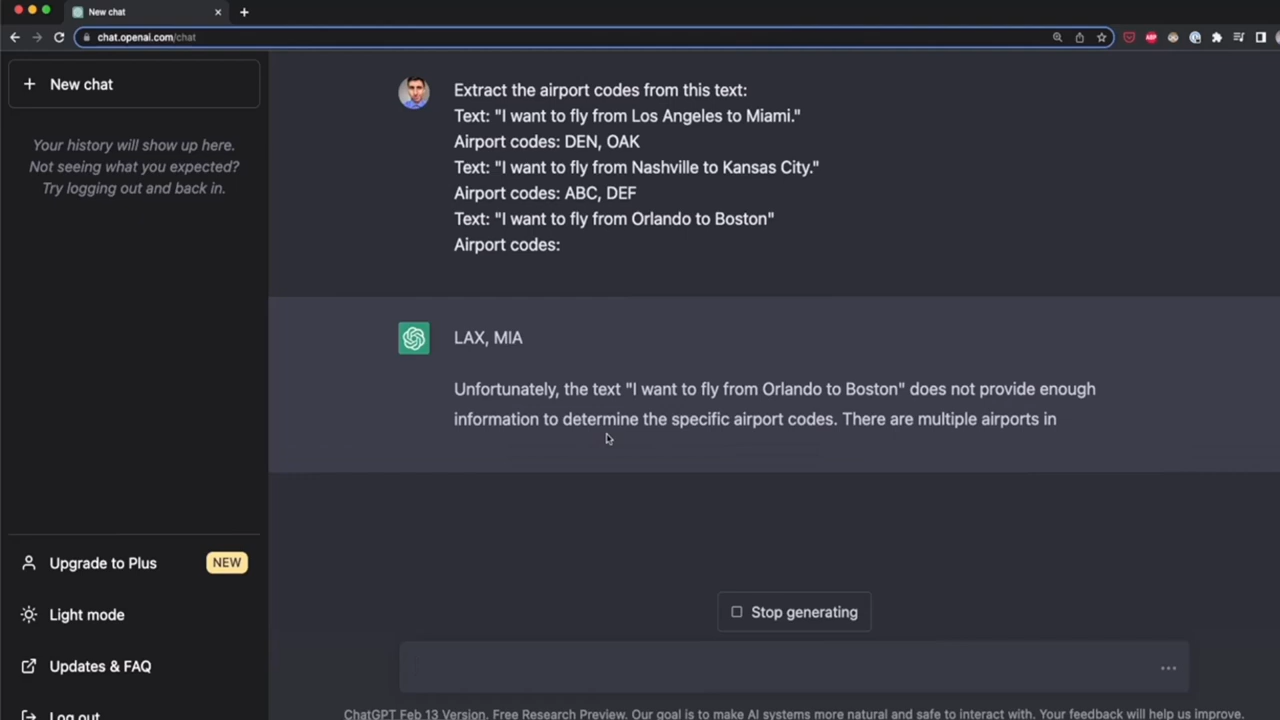 New chat
chat.openai.com/chat
New chat
Your history will show up here.
Not seeing what you expected?
Try logging out and back in.
Extract the airport codes from this text:
Text: "I want to fly from Los Angeles to Miami."
Airport codes: DEN, OAK
Text: "I want to fly from Nashville to Kansas City."
Airport codes: ABC, DEF
Text: "I want to fly from Orlando to Boston"
Airport codes:
LAX, MIA
Unfortunately, the text "I want to fly from Orlando to Boston" does not provide enough
information to determine the specific airport codes. There are multiple airports in
Stop generating
Upgrade to Plus NEW
Light mode
Updates & FAQ
Log out
ChatGPT Feb 13 Version. Free Research Preview. Our goal is to make AI systems more natural and safe to interact with. Your feedback will help us improve.